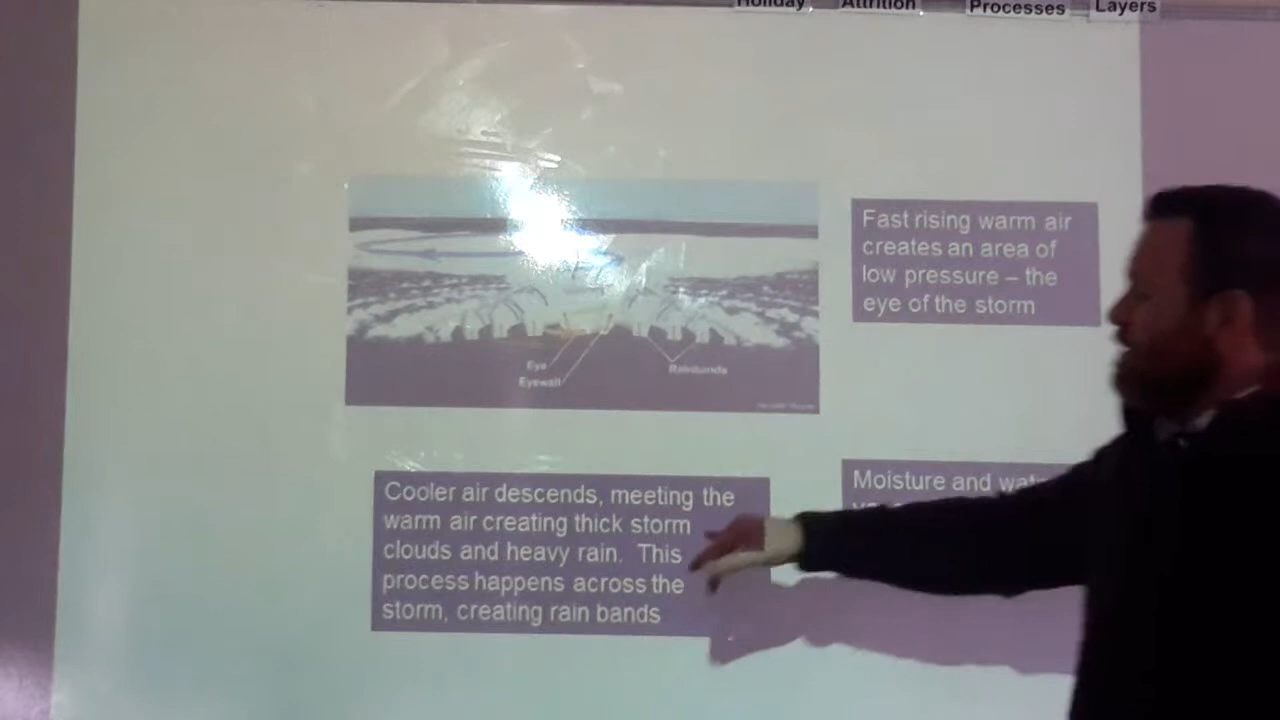 Holiday Attrition Processes Layers
Fast rising warm air
creates an area of
low pressure – the
eye of the storm
Eye
Eyewall
Rainbands
Cooler air descends, meeting the
warm air creating thick storm
clouds and heavy rain. This
process happens across the
storm, creating rain bands
Moisture and